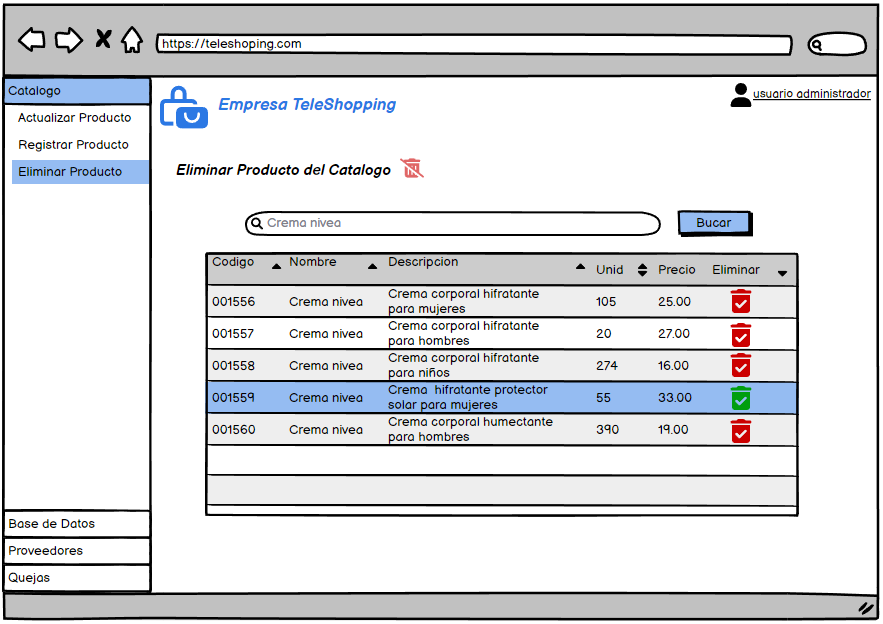 https://teleshoping.com
Catalogo
Actualizar Producto
Registrar Producto
Eliminar Producto
Base de Datos
Proveedores
Quejas
Empresa TeleShopping
usuario administrador
Eliminar Producto del Catalogo
Crema nivea
Bucar
Codigo Nombre Descripcion Unid Precio Eliminar
001556 Crema nivea Crema corporal hifratante 105 25.00
para mujeres
001557 Crema nivea Crema corporal hifratante 20 27.00
para hombres
001558 Crema nivea Crema corporal hifratante 274 16.00
para niños
001559 Crema nivea Crema hifratante protector 55 33.00
solar para mujeres
001560 Crema nivea Crema corporal humectante 390 19.00
para hombres